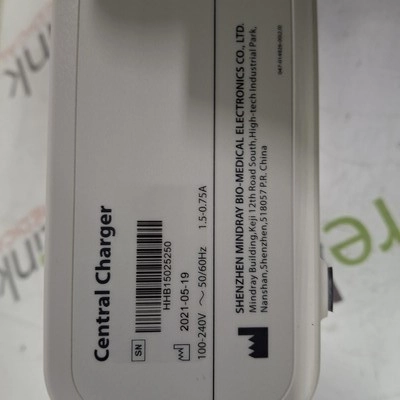 Central Charger
SN
HHB15025250
2021-05-19
100-240V ~ 50/60Hz 1.5-0.75A
SHENZHEN MINDRAY BIO-MEDICAL ELECTRONICS CO., LTD.
Mindray Building, Keji 12th Road South, High-tech Industrial Park,
Nanshan, Shenzhen, 518057 P.R. China